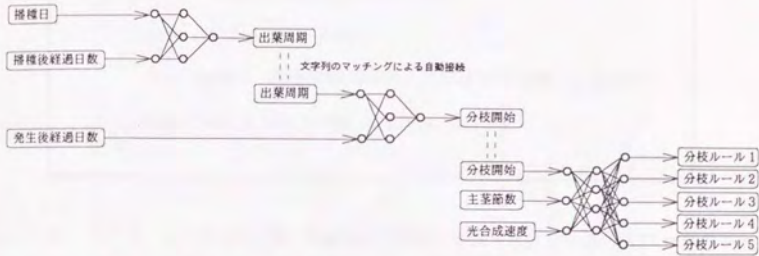 播種日
播種後経過日数
出葉周期
文字列のマッチングによる自動接続
出葉周期
発生後経過日数
分枝開始
分枝開始
主茎節数
光合成速度
分枝ルール1
分枝ルール2
分枝ルール3
分枝ルール4
分枝ルール5